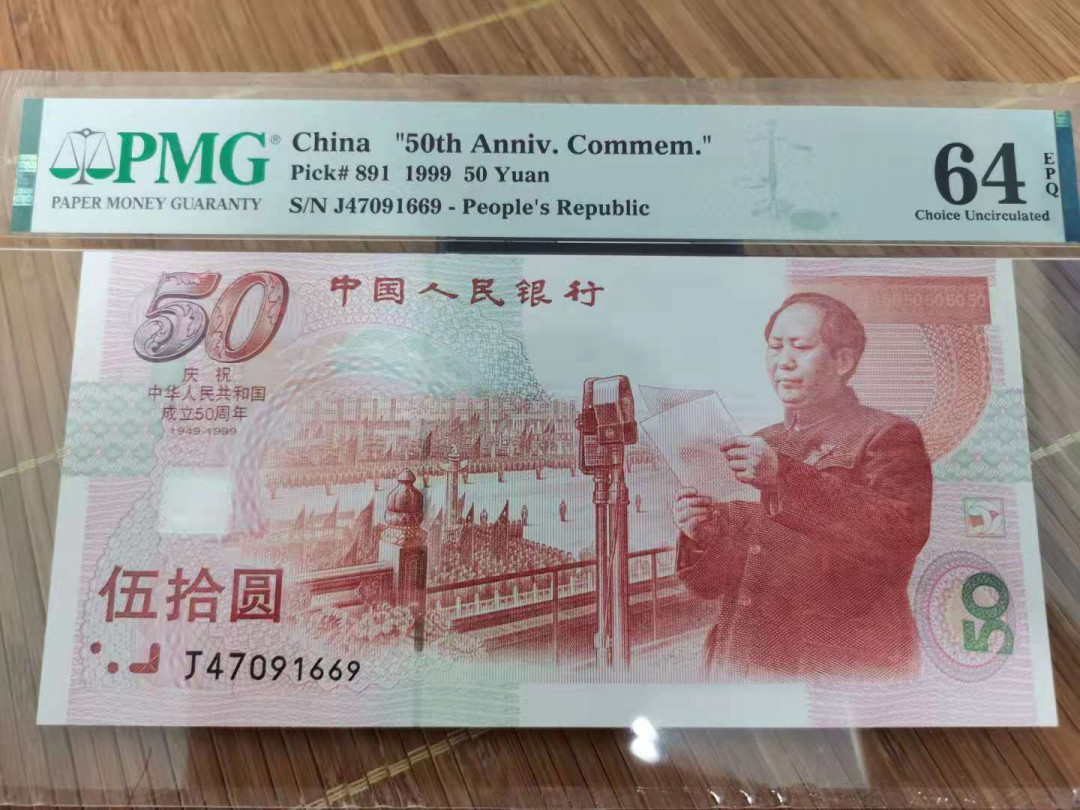 PMG®
PAPER MONEY GUARANTY
China "50th Anniv. Commem."
Pick# 891 1999 50 Yuan
S/N J47091669 - People's Republic
64
EPQ
Choice Uncirculated
50
中国人民银行
庆祝
中华人民共和国
成立50周年
1949-1999
伍拾圆
J47091669
50